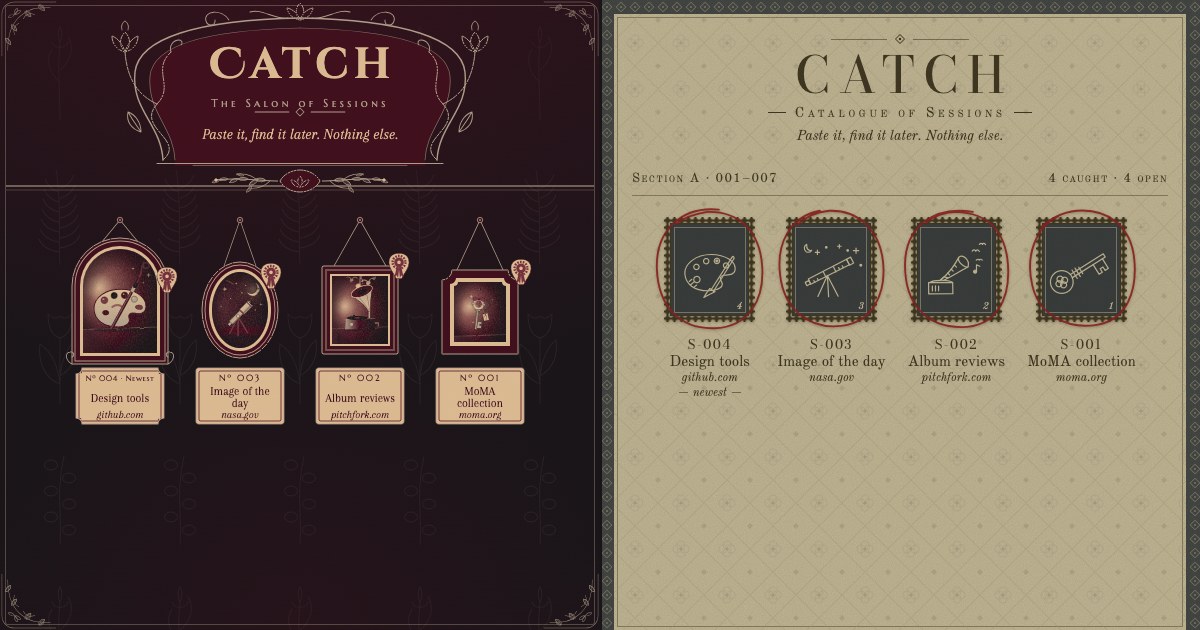 CATCH
The Salon of Sessions
Paste it, find it later. Nothing else.
Nº 004 · Newest
Design tools
github.com
Nº 003
Image of the
day
nasa.gov
Nº 002
Album reviews
pitchfork.com
Nº 001
MoMA
collection
moma.org
CATCH
— Catalogue of Sessions —
Paste it, find it later. Nothing else.
Section A · 001–007
4 caught · 4 open
4
S-004
Design tools
github.com
— newest —
3
S-003
Image of the day
nasa.gov
2
S-002
Album reviews
pitchfork.com
1
S-001
MoMA collection
moma.org